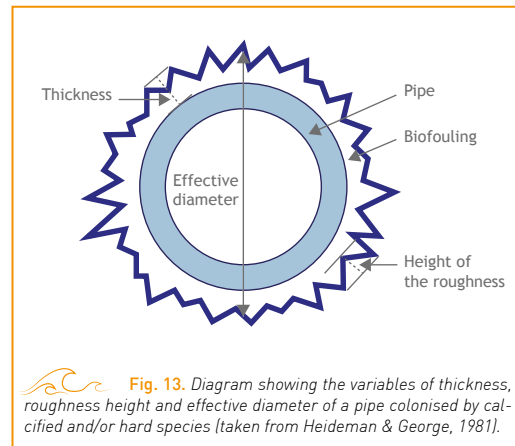 Thickness
Pipe
Biofouling
Effective
diameter
Height of
the roughness
Fig. 13. Diagram showing the variables of thickness,
roughness height and effective diameter of a pipe colonised by cal-
cified and/or hard species (taken from Heideman & George, 1981).